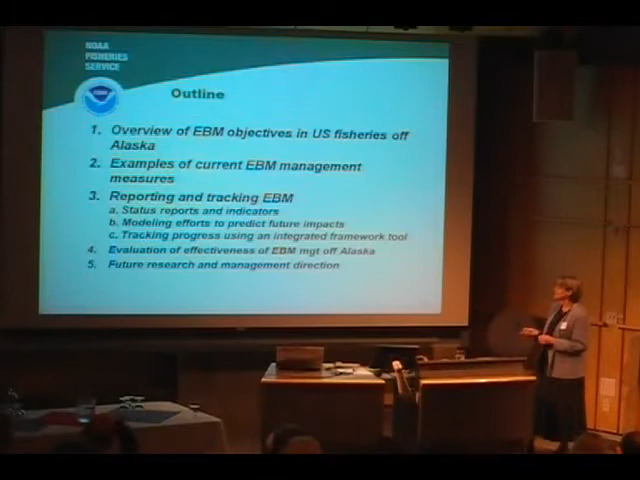 NOAA
FISHERIES
SERVICE
Outline
1. Overview of EBM objectives in US fisheries off
Alaska
2. Examples of current EBM management
measures
3. Reporting and tracking EBM
a. Status reports and indicators
b. Modeling efforts to predict future impacts
c. Tracking progress using an integrated framework tool
4. Evaluation of effectiveness of EBM mgt off Alaska
5. Future research and management direction